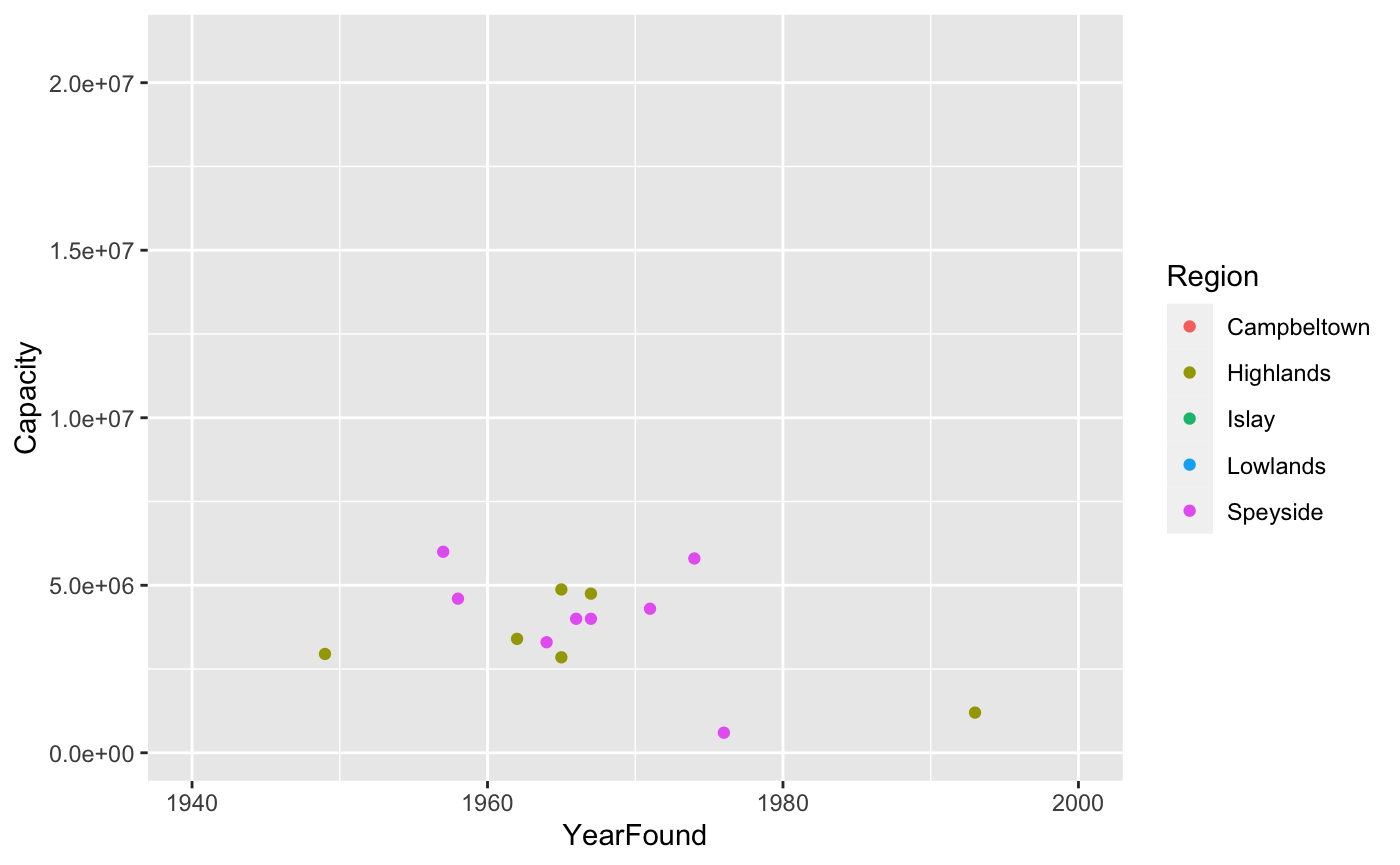 2.0e+07
1.5e+07
1.0e+07
5.0e+06
0.0e+00
Capacity
1940 1960 1980 2000
YearFound
Region
Campbeltown
Highlands
Islay
Lowlands
Speyside